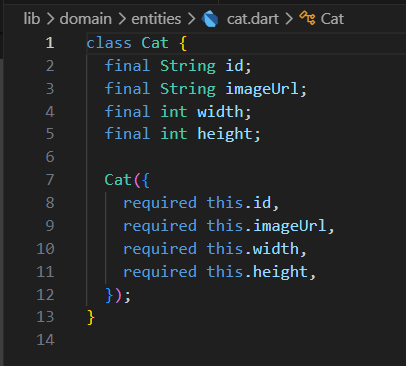 lib > domain > entities > cat.dart > Cat
1 class Cat {
2   final String id;
3   final String imageUrl;
4   final int width;
5   final int height;
6
7   Cat({
8     required this.id,
9     required this.imageUrl,
10     required this.width,
11     required this.height,
12   });
13 }
14